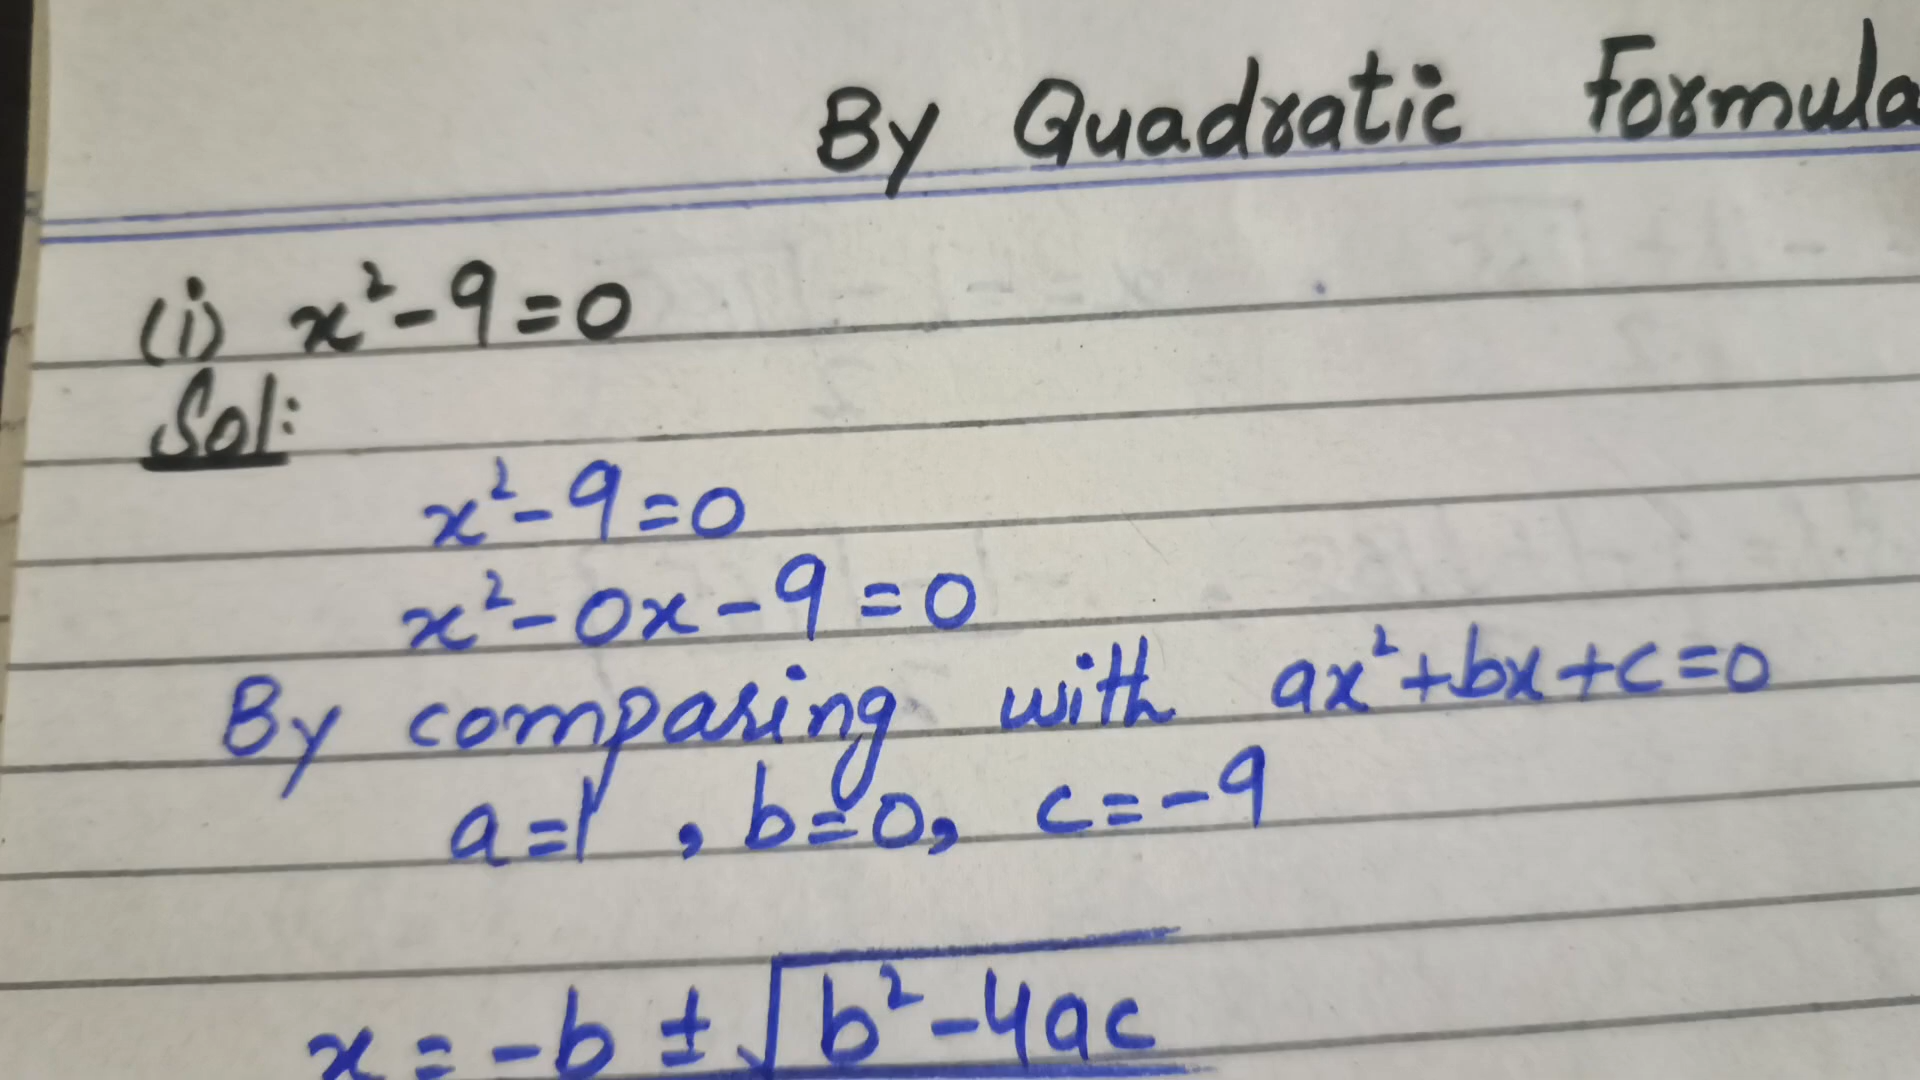 By Quadratic Formula
(i) x²-9=0
Sol:
x²-9=0
x²-0x-9=0
By comparing with ax²+bx+c=0
a=1, b=0, c=-9
x = -b ± √b²-4ac